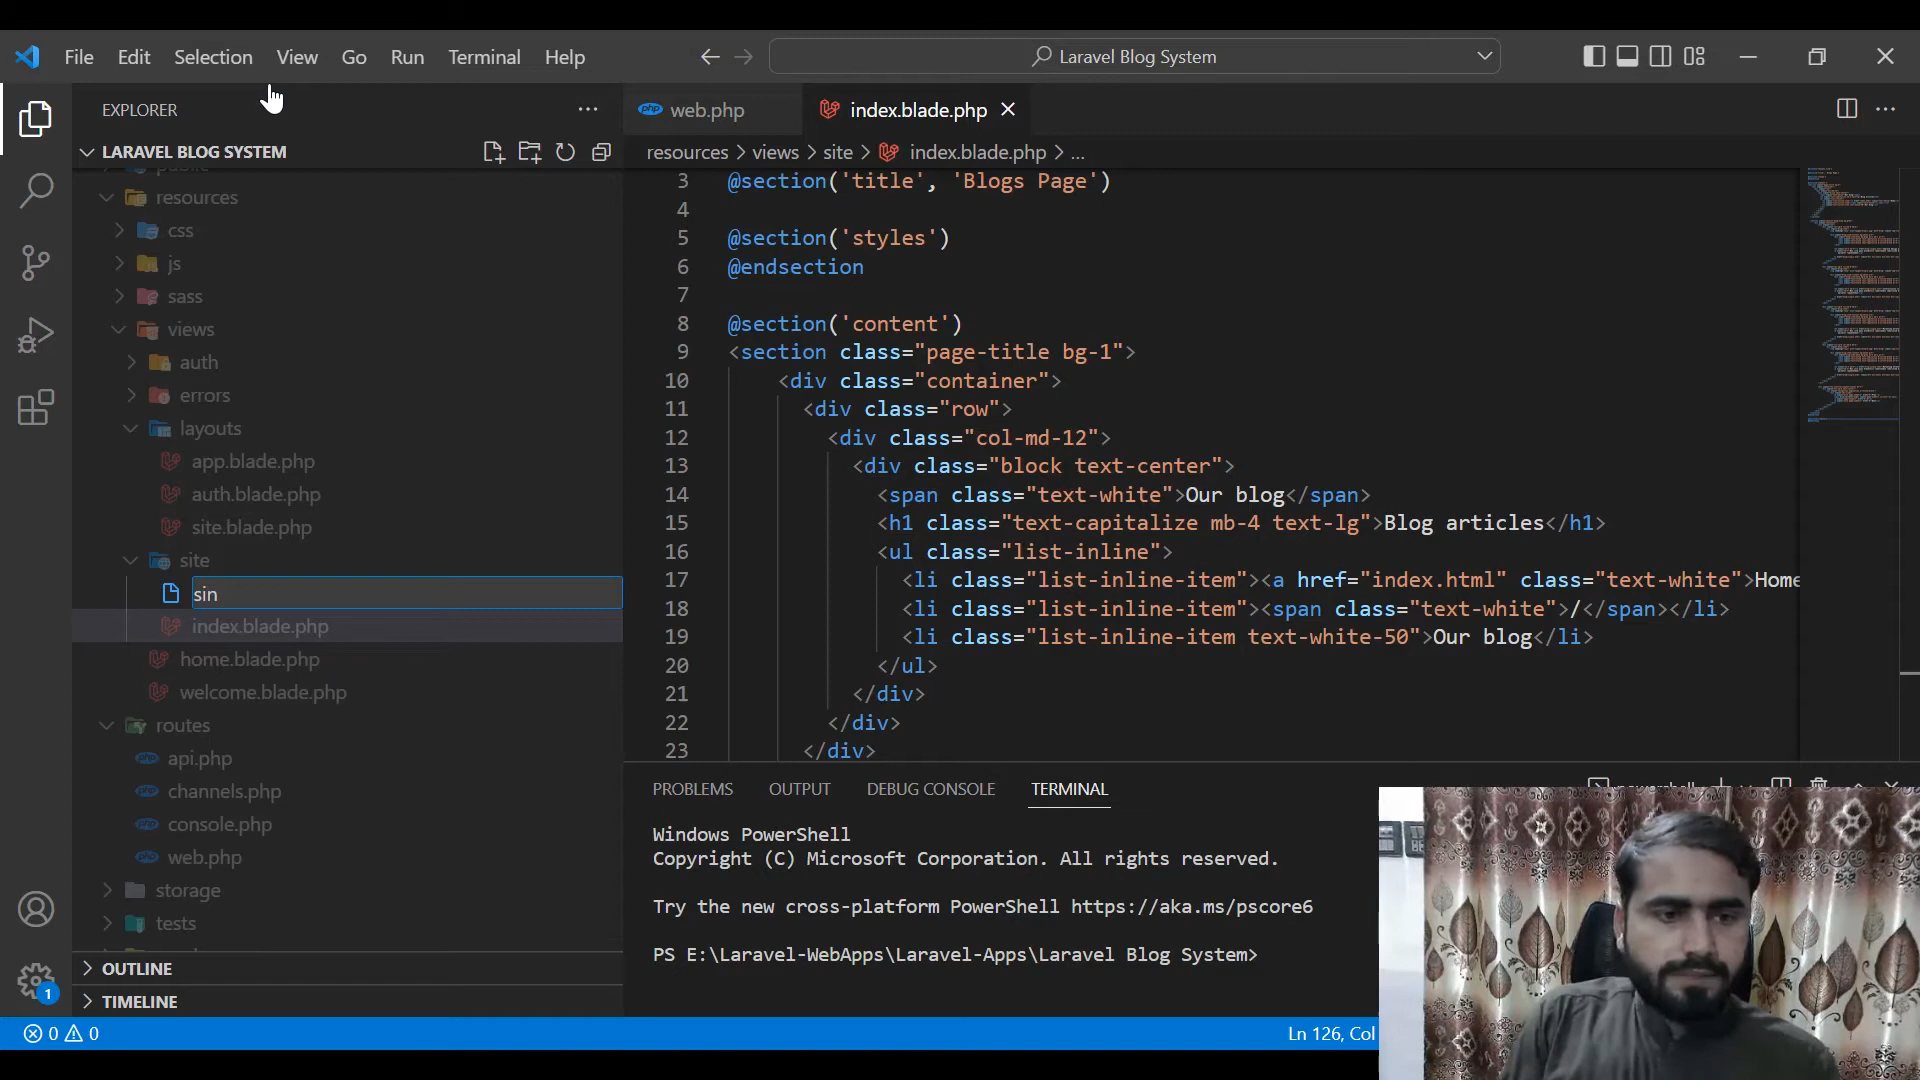 File Edit Selection View Go Run Terminal Help
Laravel Blog System
EXPLORER
LARAVEL BLOG SYSTEM
resources
css
js
sass
views
auth
errors
layouts
app.blade.php
auth.blade.php
site.blade.php
site
sin
index.blade.php
home.blade.php
welcome.blade.php
routes
api.php
channels.php
console.php
web.php
storage
tests
OUTLINE
TIMELINE
1
web.php index.blade.php
resources > views > site > index.blade.php > ...
3 @section('title', 'Blogs Page')
4
5 @section('styles')
6 @endsection
7
8 @section('content')
9 <section class="page-title bg-1">
10 <div class="container">
11 <div class="row">
12 <div class="col-md-12">
13 <div class="block text-center">
14 <span class="text-white">Our blog</span>
15 <h1 class="text-capitalize mb-4 text-lg">Blog articles</h1>
16 <ul class="list-inline">
17 <li class="list-inline-item"><a href="index.html" class="text-white">Home
18 <li class="list-inline-item"><span class="text-white">/</span></li>
19 <li class="list-inline-item text-white-50">Our blog</li>
20 </ul>
21 </div>
22 </div>
23 </div>
PROBLEMS OUTPUT DEBUG CONSOLE TERMINAL
Windows PowerShell
Copyright (C) Microsoft Corporation. All rights reserved.
Try the new cross-platform PowerShell https://aka.ms/pscore6
PS E:\Laravel-WebApps\Laravel-Apps\Laravel Blog System>
0 0
Ln 126, Col